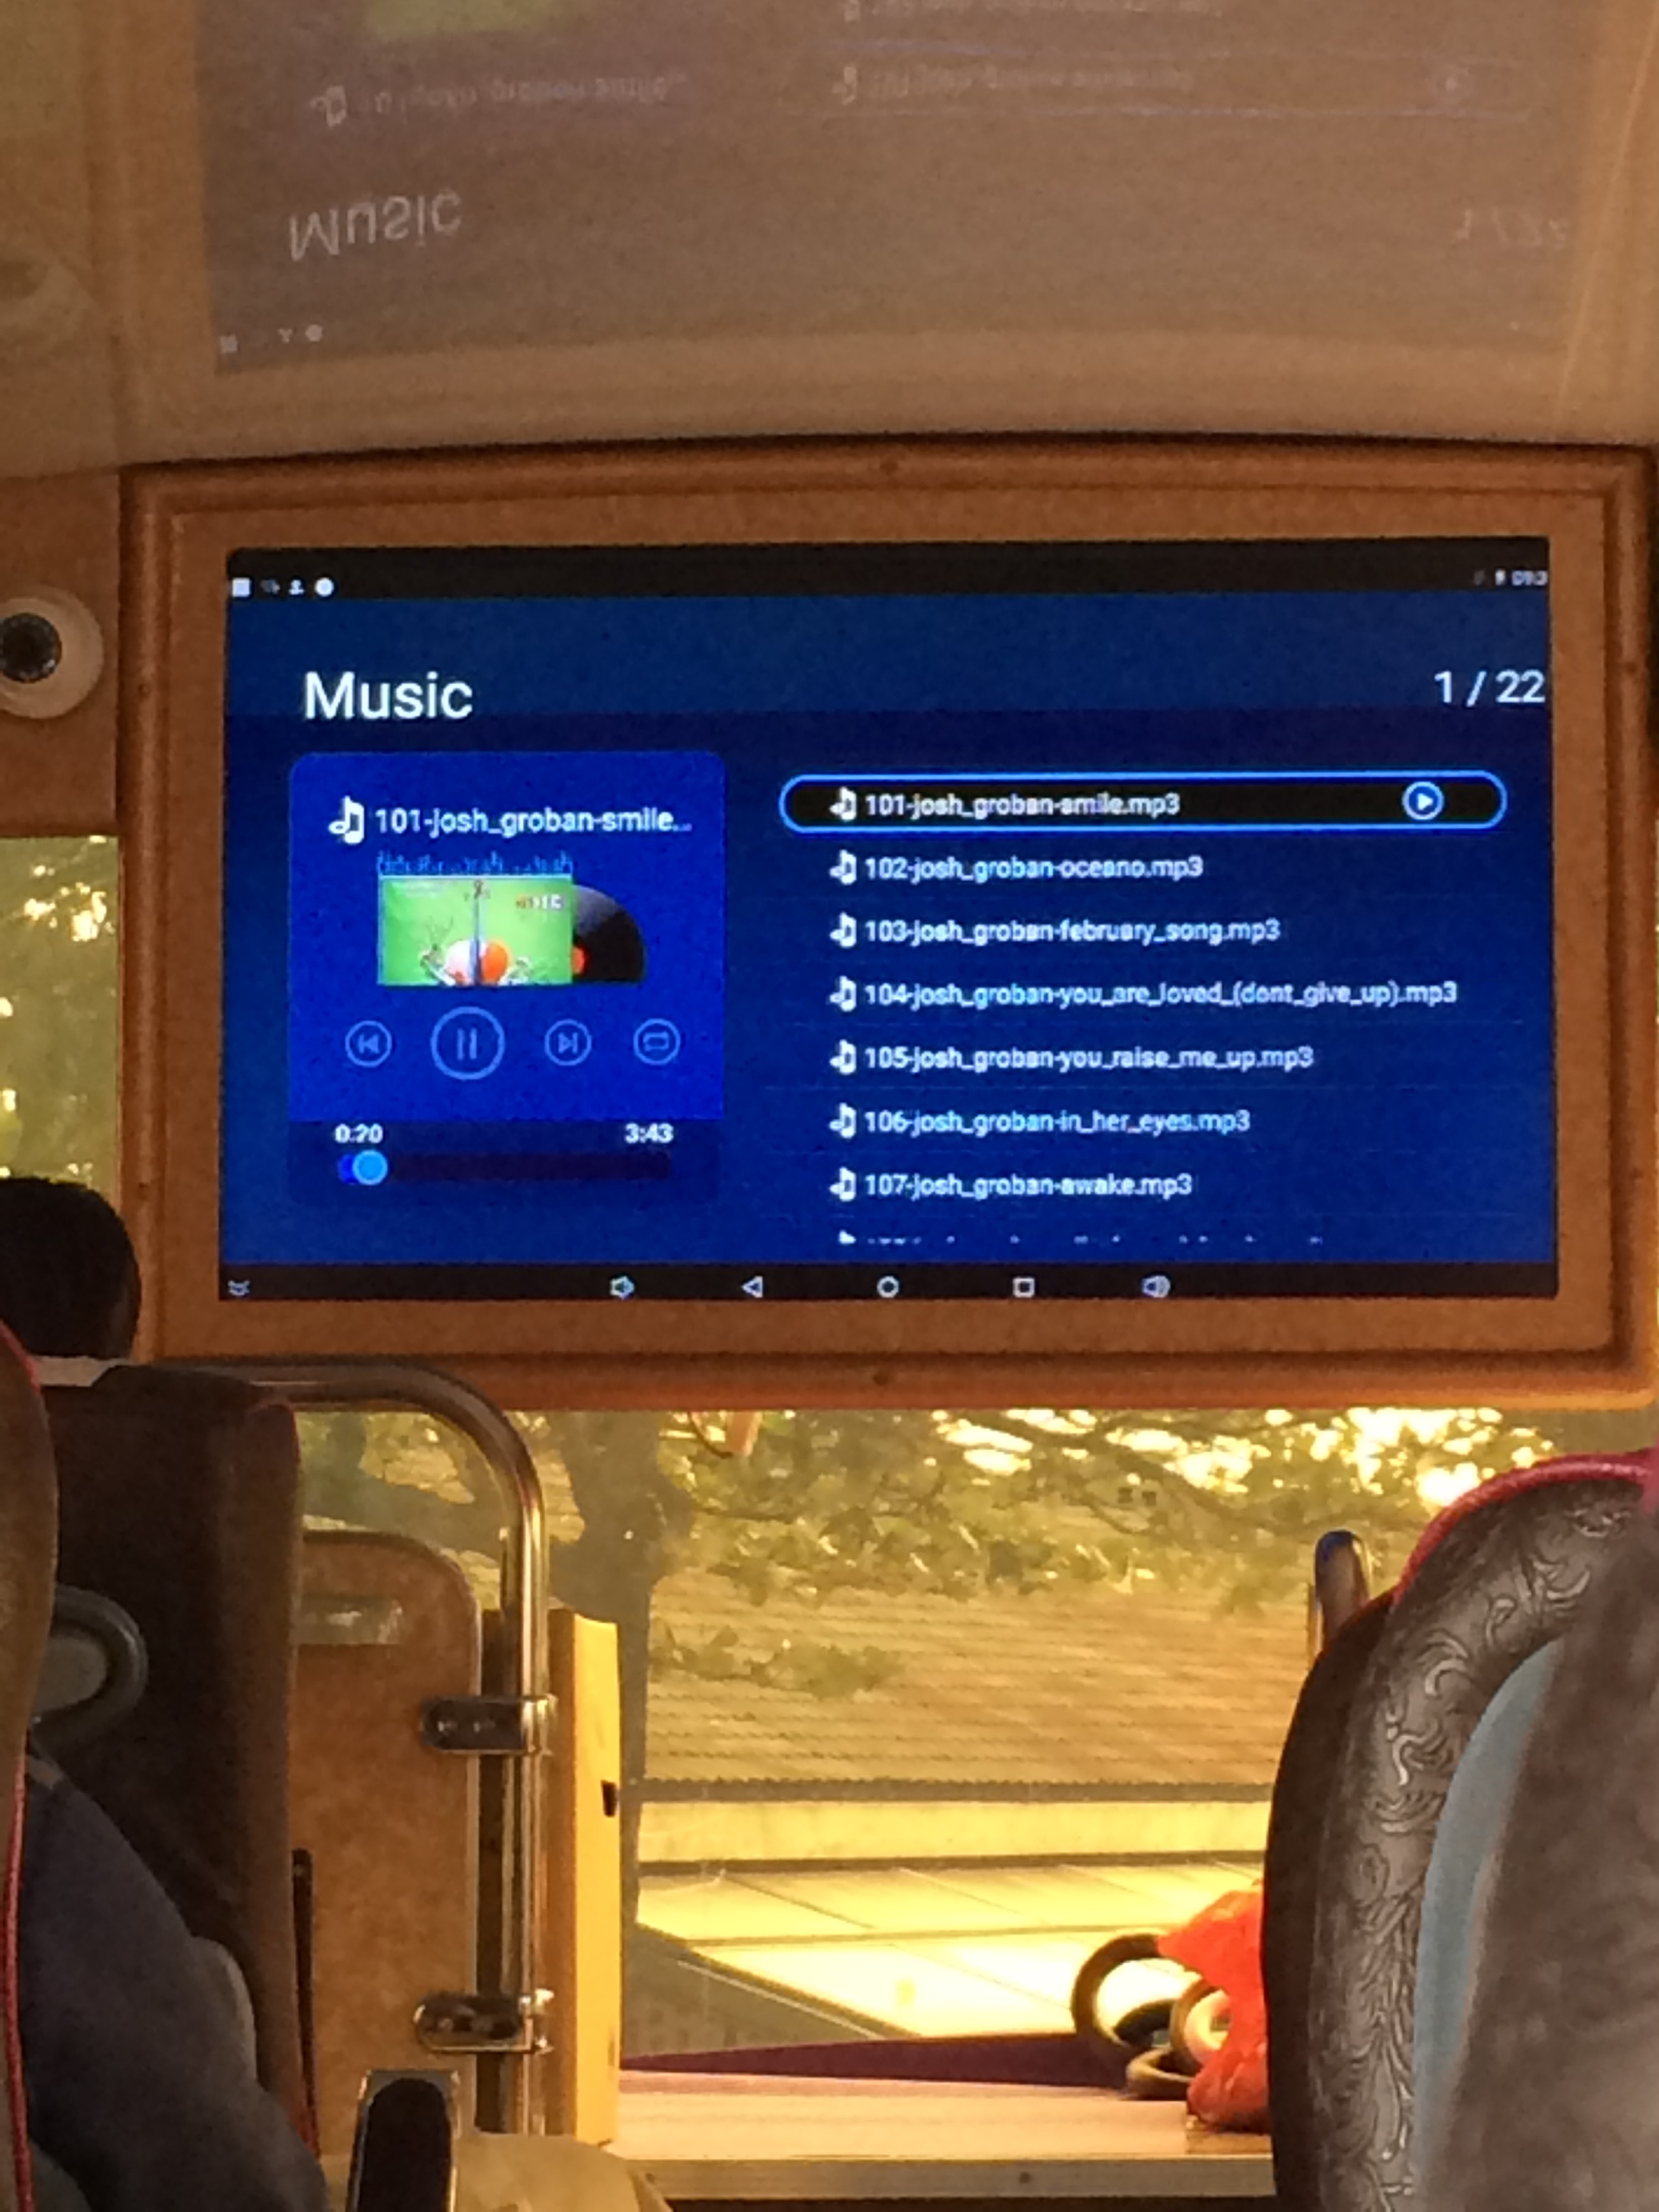 Music
1 / 22
101-josh_groban-smile...
0:20
3:43
101-josh_groban-smile.mp3
102-josh_groban-oceano.mp3
103-josh_groban-february_song.mp3
104-josh_groban-you_are_loved_(dont_give_up).mp3
105-josh_groban-you_raise_me_up.mp3
106-josh_groban-in_her_eyes.mp3
107-josh_groban-awake.mp3